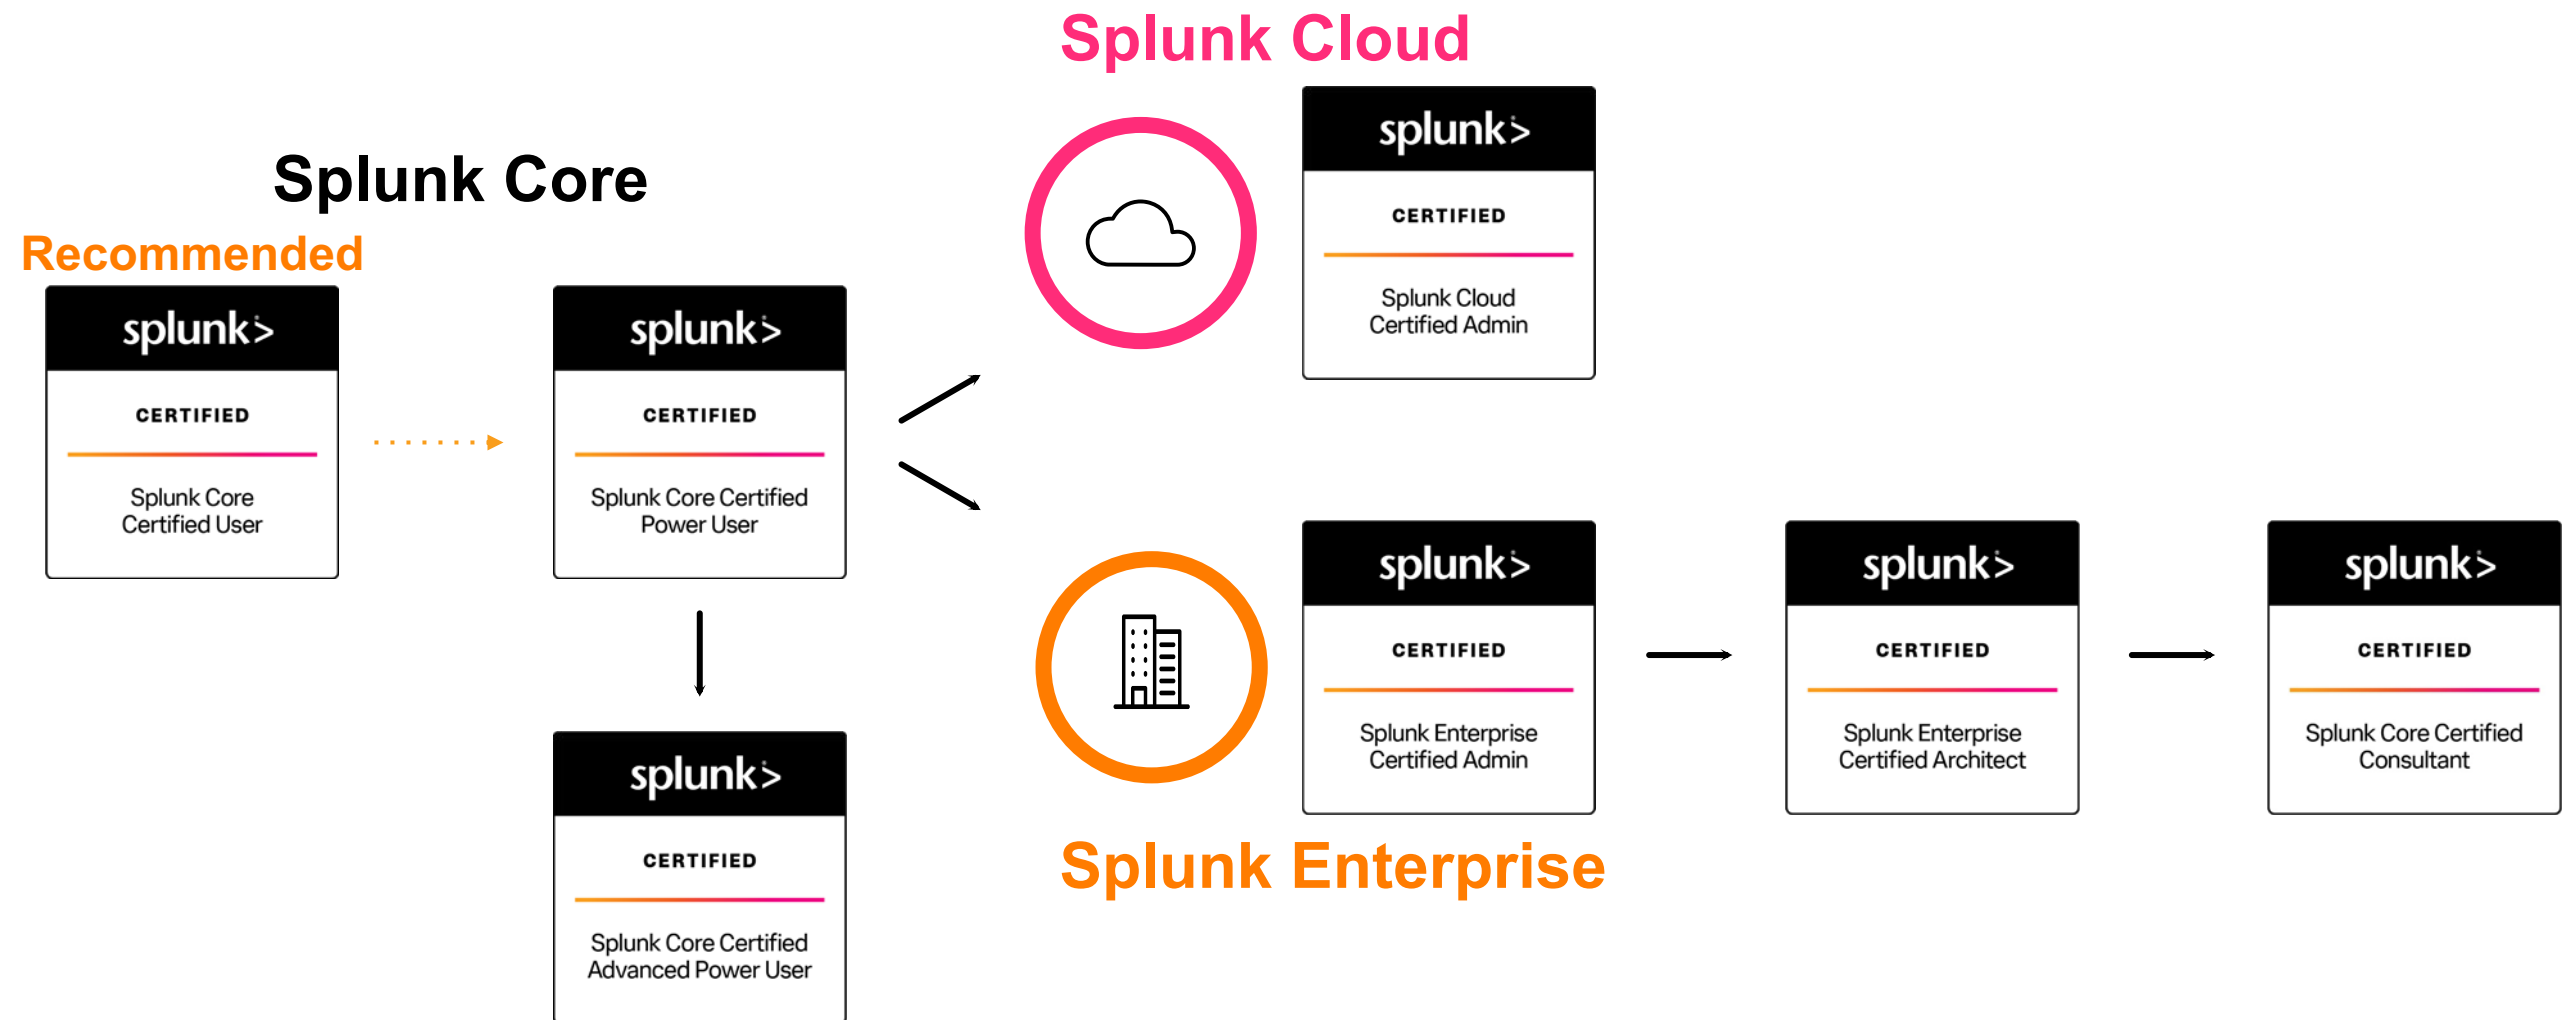 Splunk Cloud
Splunk Core
Recommended
splunk>
CERTIFIED
Splunk Core
Certified User
splunk>
CERTIFIED
Splunk Core Certified
Power User
splunk>
CERTIFIED
Splunk Core Certified
Advanced Power User
splunk>
CERTIFIED
Splunk Cloud
Certified Admin
splunk>
CERTIFIED
Splunk Enterprise
Certified Admin
splunk>
CERTIFIED
Splunk Enterprise
Certified Architect
splunk>
CERTIFIED
Splunk Core Certified
Consultant
Splunk Enterprise